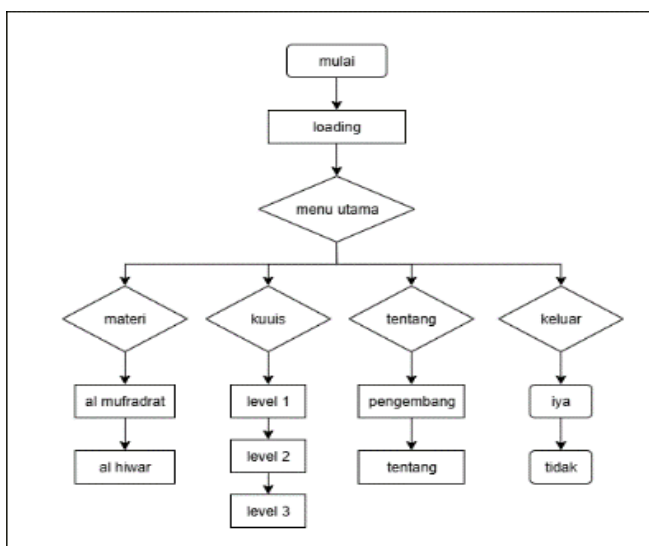 mulai
loading
menu utama
materi
kuuis
tentang
keluar
al mufradrat
level 1
pengembang
iya
al hiwar
level 2
tentang
tidak
level 3